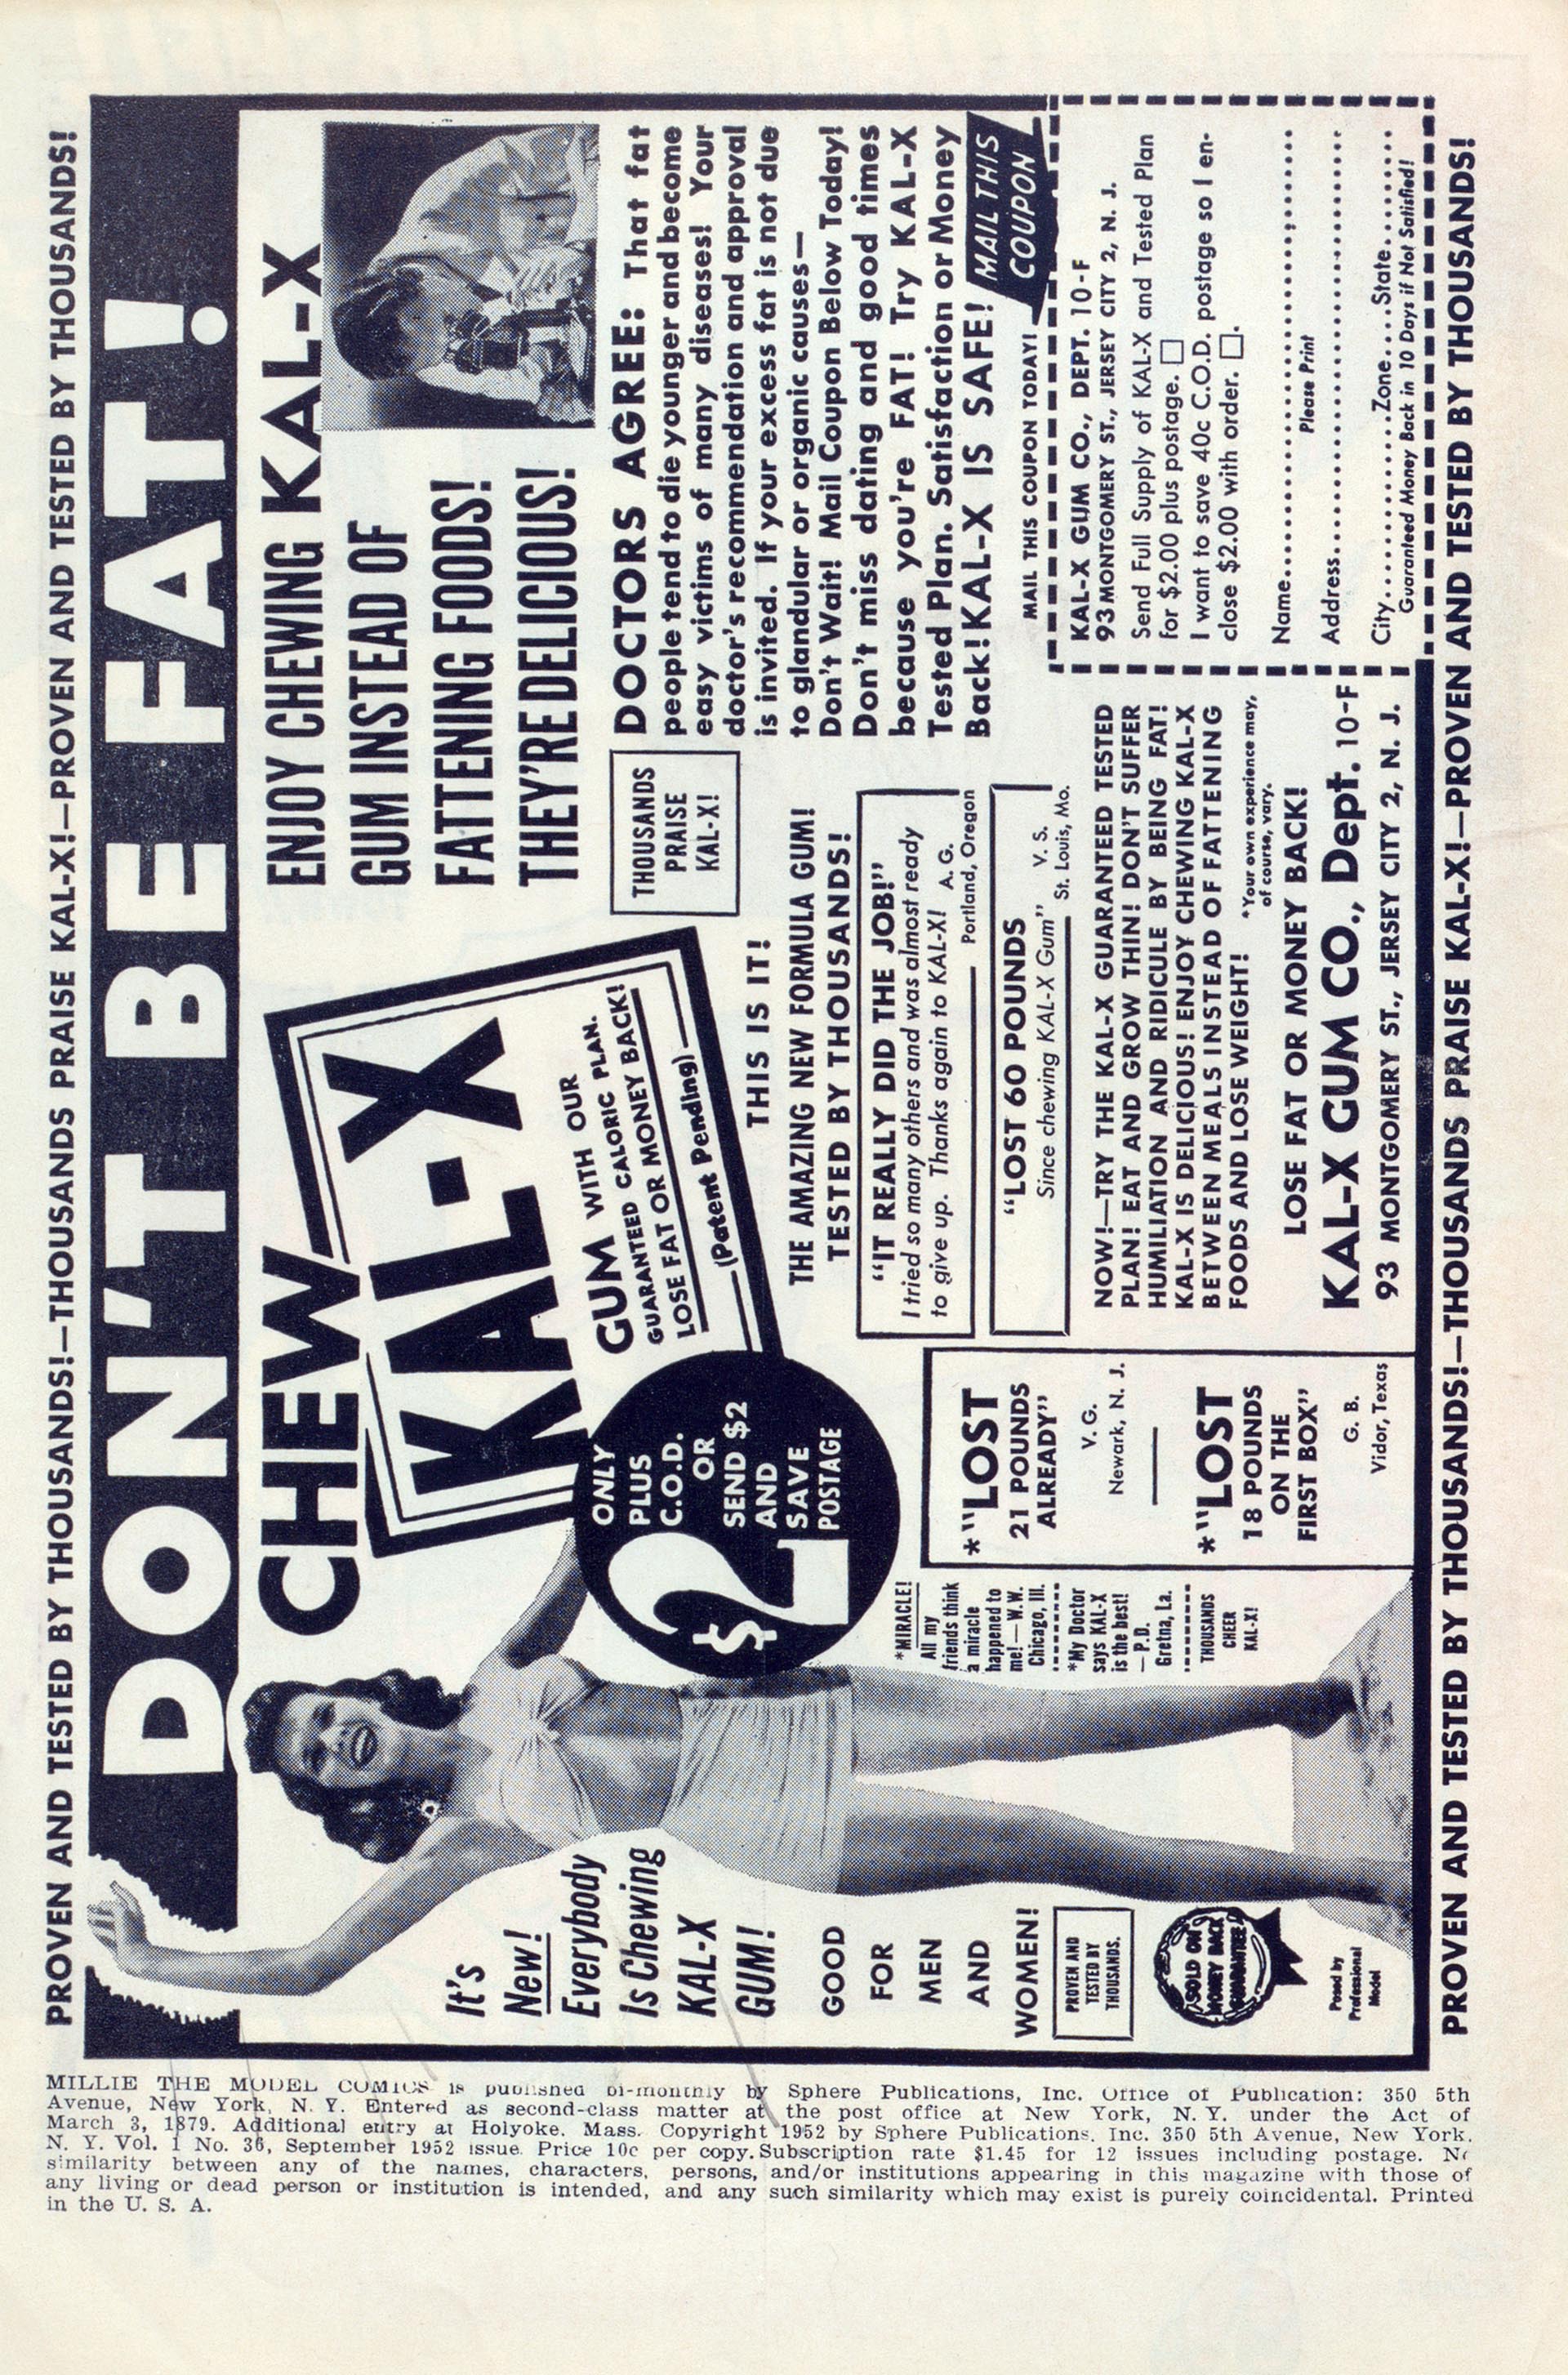 PROVEN AND TESTED BY THOUSANDS!—THOUSANDS PRAISE KAL-X!—PROVEN AND TESTED BY THOUSANDS!
DON'T BE FAT!
CHEW
KAL-X
GUM WITH OUR
GUARANTEED CALORIC PLAN.
LOSE FAT OR MONEY BACK!
(Patent Pending)
ONLY
$2
PLUS
C.O.D.
OR
SEND $2
AND
SAVE
POSTAGE
ENJOY CHEWING KAL-X
GUM INSTEAD OF
FATTENING FOODS!
THEY'RE DELICIOUS!
It's
New!
Everybody
Is Chewing
KAL-X
GUM!
GOOD
FOR
MEN
AND
WOMEN!
PROVEN AND
TESTED BY
THOUSANDS.
SOLD ON
MONEY BACK
GUARANTEE
Posed by
Professional
Model
*MIRACLE!
All my
friends think
a miracle
happened to
me!—W.W.
Chicago, Ill.
*My Doctor
says KAL-X
is the best!
—P.D.
Gretna, La.
THOUSANDS
CHEER
KAL-X!
*"LOST
21 POUNDS
ALREADY"
V. G.
Newark, N. J.
*"LOST
18 POUNDS
ON THE
FIRST BOX"
G. B.
Vidor, Texas
THIS IS IT!
THE AMAZING NEW FORMULA GUM!
TESTED BY THOUSANDS!
"IT REALLY DID THE JOB!"
I tried so many others and was almost ready
to give up. Thanks again to KAL-X! A. G.
Portland, Oregon
"LOST 60 POUNDS
Since chewing KAL-X Gum" V. S.
St. Louis, Mo.
NOW!—TRY THE KAL-X GUARANTEED TESTED
PLAN! EAT AND GROW THIN! DON'T SUFFER
HUMILIATION AND RIDICULE BY BEING FAT!
KAL-X IS DELICIOUS! ENJOY CHEWING KAL-X
BETWEEN MEALS INSTEAD OF FATTENING
FOODS AND LOSE WEIGHT!
*Your own experience may,
of course, vary.
LOSE FAT OR MONEY BACK!
KAL-X GUM CO., Dept. 10-F
93 MONTGOMERY ST., JERSEY CITY 2, N. J.
THOUSANDS
PRAISE
KAL-X!
DOCTORS AGREE: That fat
people tend to die younger and become
easy victims of many diseases! Your
doctor's recommendation and approval
is invited. If your excess fat is not due
to glandular or organic causes—
Don't Wait! Mail Coupon Below Today!
Don't miss dating and good times
because you're FAT! Try KAL-X
Tested Plan. Satisfaction or Money
Back! KAL-X IS SAFE!
MAIL THIS
COUPON
MAIL THIS COUPON TODAY!
KAL-X GUM CO., DEPT. 10-F
93 MONTGOMERY ST., JERSEY CITY 2, N. J.
Send Full Supply of KAL-X and Tested Plan
for $2.00 plus postage. □
I want to save 40c C.O.D. postage so I en-
close $2.00 with order. □.
Name
Please Print
Address
City Zone State
Guaranteed Money Back in 10 Days if Not Satisfied!
PROVEN AND TESTED BY THOUSANDS!—THOUSANDS PRAISE KAL-X!—PROVEN AND TESTED BY THOUSANDS!
MILLIE THE MODEL COMICS is published bi-monthly by Sphere Publications, Inc. Office of Publication: 350 5th
Avenue, New York, N. Y. Entered as second-class matter at the post office at New York, N. Y. under the Act of
March 3, 1879. Additional entry at Holyoke. Mass. Copyright 1952 by Sphere Publications, Inc. 350 5th Avenue, New York,
N. Y. Vol. 1 No. 36, September 1952 issue. Price 10c per copy. Subscription rate $1.45 for 12 issues including postage. No
similarity between any of the names, characters, persons, and/or institutions appearing in this magazine with those of
any living or dead person or institution is intended, and any such similarity which may exist is purely coincidental. Printed
in the U. S. A.